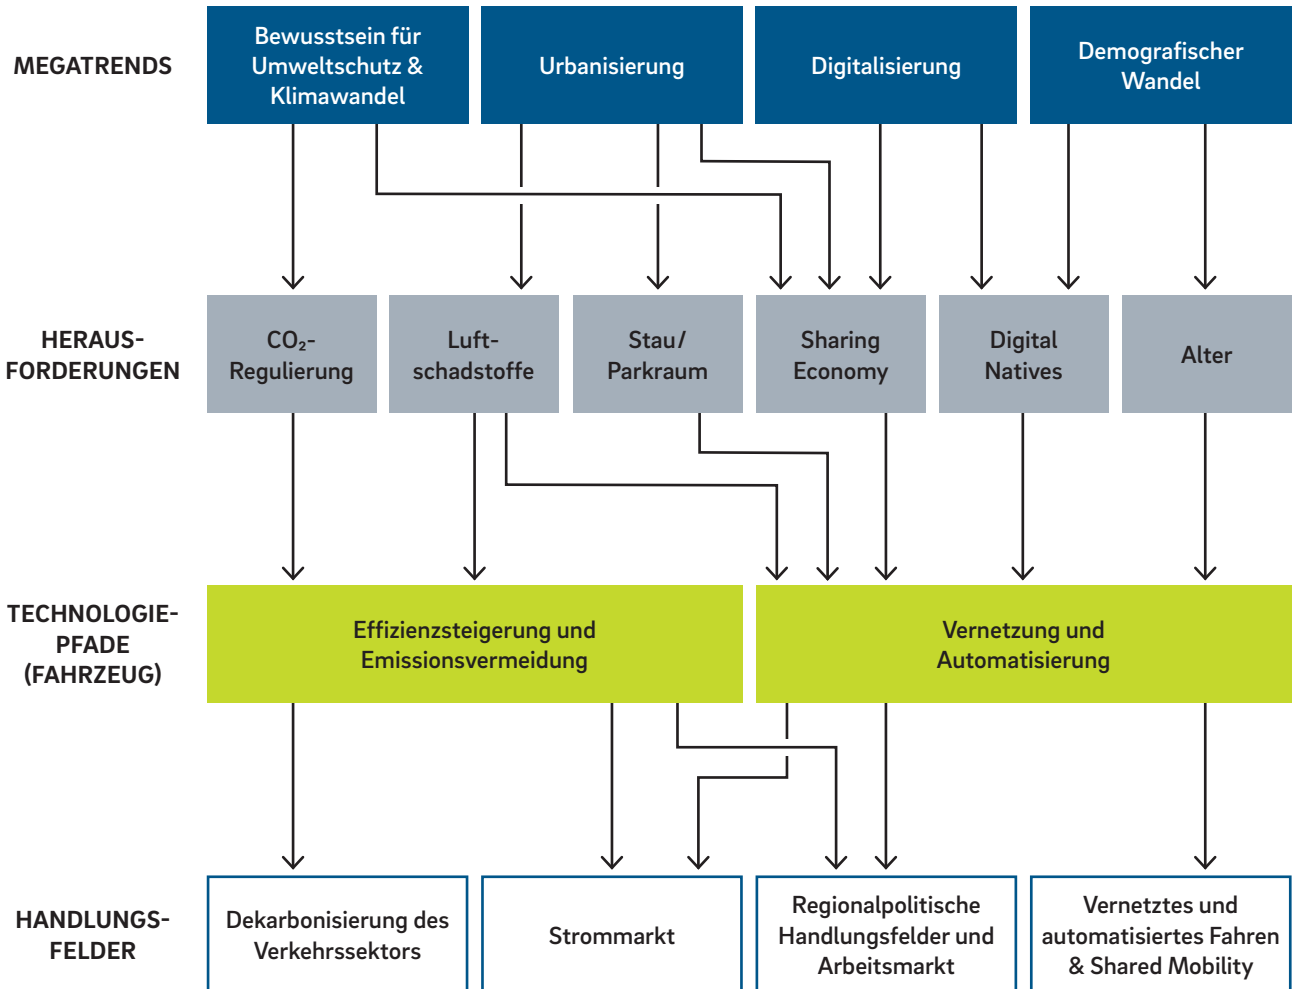 MEGATRENDS
Bewusstsein für
Umweltschutz &
Klimawandel
Urbanisierung
Digitalisierung
Demografischer
Wandel
HERAUS-
FORDERUNGEN
CO₂-
Regulierung
Luft-
schadstoffe
Stau/
Parkraum
Sharing
Economy
Digital
Natives
Alter
TECHNOLOGIE-
PFADE
(FAHRZEUG)
Effizienzsteigerung und
Emissionsvermeidung
Vernetzung und
Automatisierung
HANDLUNGS-
FELDER
Dekarbonisierung des
Verkehrssektors
Strommarkt
Regionalpolitische
Handlungsfelder und
Arbeitsmarkt
Vernetztes und
automatisiertes Fahren
& Shared Mobility